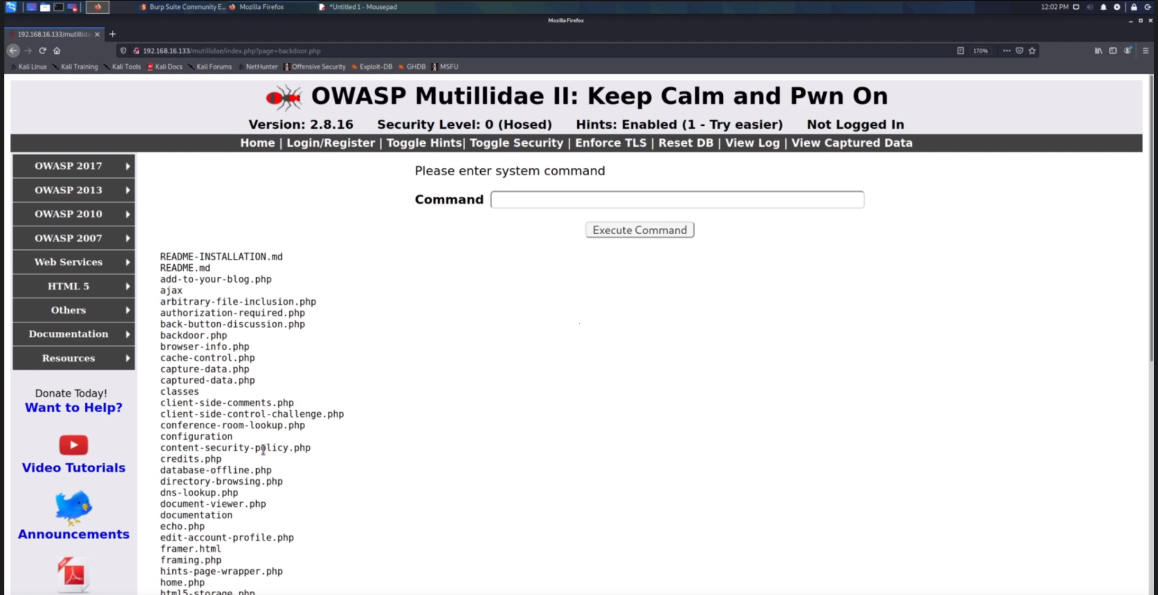 Burp Suite Community E...
Mozilla Firefox
*Untitled 1 - Mousepad
12:02 PM
Mozilla Firefox
192.168.16.133/mutillid
192.168.16.133/mutillidae/index.php?page=backdoor.php
170%
Kali Linux
Kali Training
Kali Tools
Kali Docs
Kali Forums
NetHunter
Offensive Security
Exploit-DB
GHDB
MSFU
OWASP Mutillidae II: Keep Calm and Pwn On
Version: 2.8.16 Security Level: 0 (Hosed) Hints: Enabled (1 - Try easier) Not Logged In
Home | Login/Register | Toggle Hints| Toggle Security | Enforce TLS | Reset DB | View Log | View Captured Data
OWASP 2017
OWASP 2013
OWASP 2010
OWASP 2007
Web Services
HTML 5
Others
Documentation
Resources
Donate Today!
Want to Help?
Video Tutorials
Announcements
Please enter system command
Command
Execute Command
README-INSTALLATION.md
README.md
add-to-your-blog.php
ajax
arbitrary-file-inclusion.php
authorization-required.php
back-button-discussion.php
backdoor.php
browser-info.php
cache-control.php
capture-data.php
captured-data.php
classes
client-side-comments.php
client-side-control-challenge.php
conference-room-lookup.php
configuration
content-security-policy.php
credits.php
database-offline.php
directory-browsing.php
dns-lookup.php
document-viewer.php
documentation
echo.php
edit-account-profile.php
framer.html
framing.php
hints-page-wrapper.php
home.php
html5-storage.php